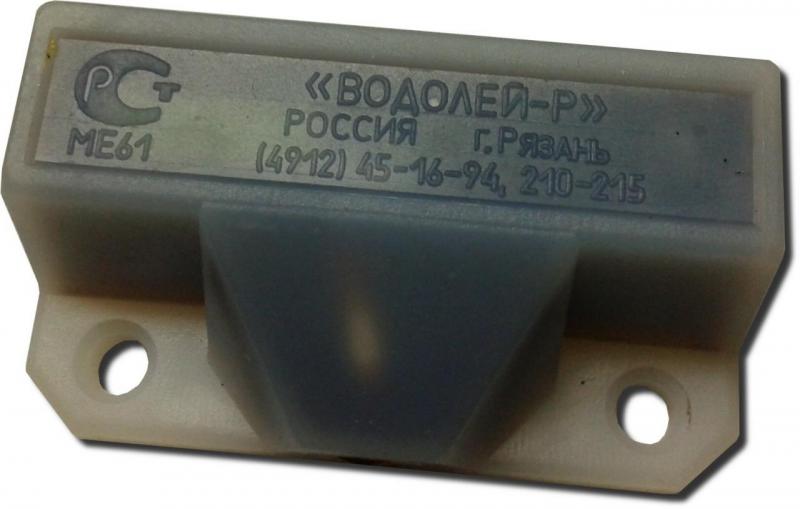 РСТ
МЕ61
«ВОДОЛЕЙ-Р»
РОССИЯ г.Рязань
(4912) 45-16-94, 210-215